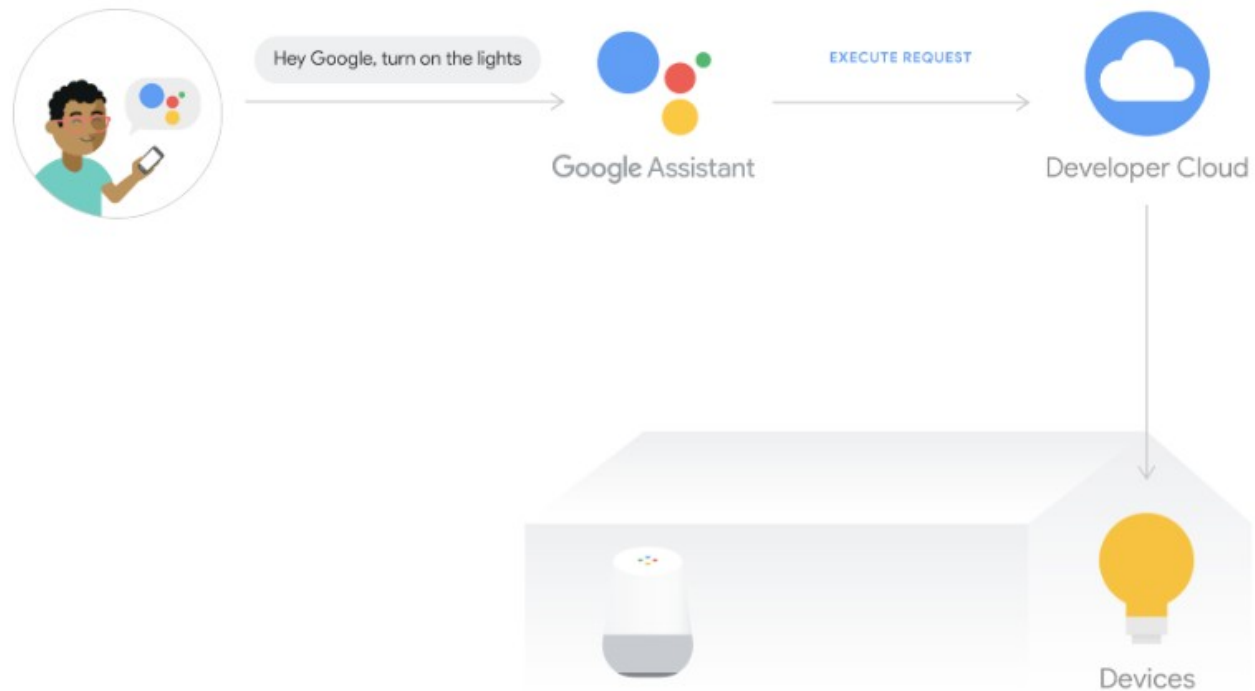 Hey Google, turn on the lights
EXECUTE REQUEST
Google Assistant
Developer Cloud
Devices